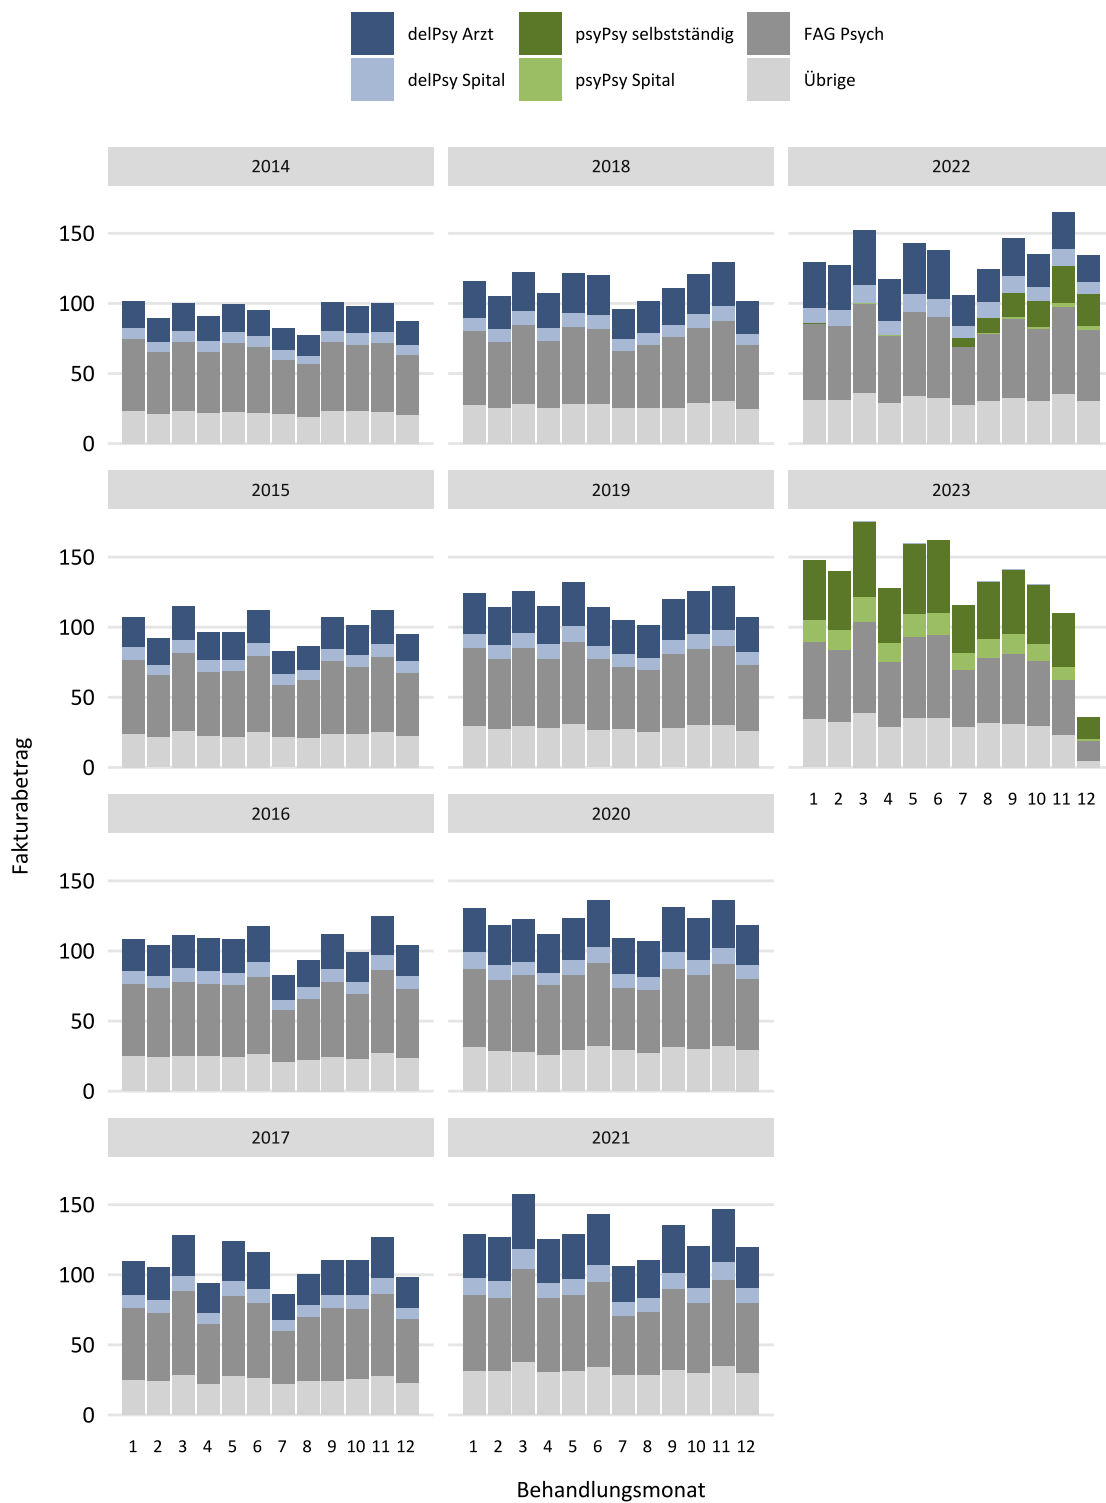 delPsy Arzt psyPsy selbstständig FAG Psych
delPsy Spital psyPsy Spital Übrige
2014 2018 2022
150
100
50
0
2015 2019 2023
150
100
50
0
1 2 3 4 5 6 7 8 9 10 11 12
2016 2020
150
100
50
0
2017 2021
150
100
50
0
1 2 3 4 5 6 7 8 9 10 11 12 1 2 3 4 5 6 7 8 9 10 11 12
Fakturabetrag
Behandlungsmonat